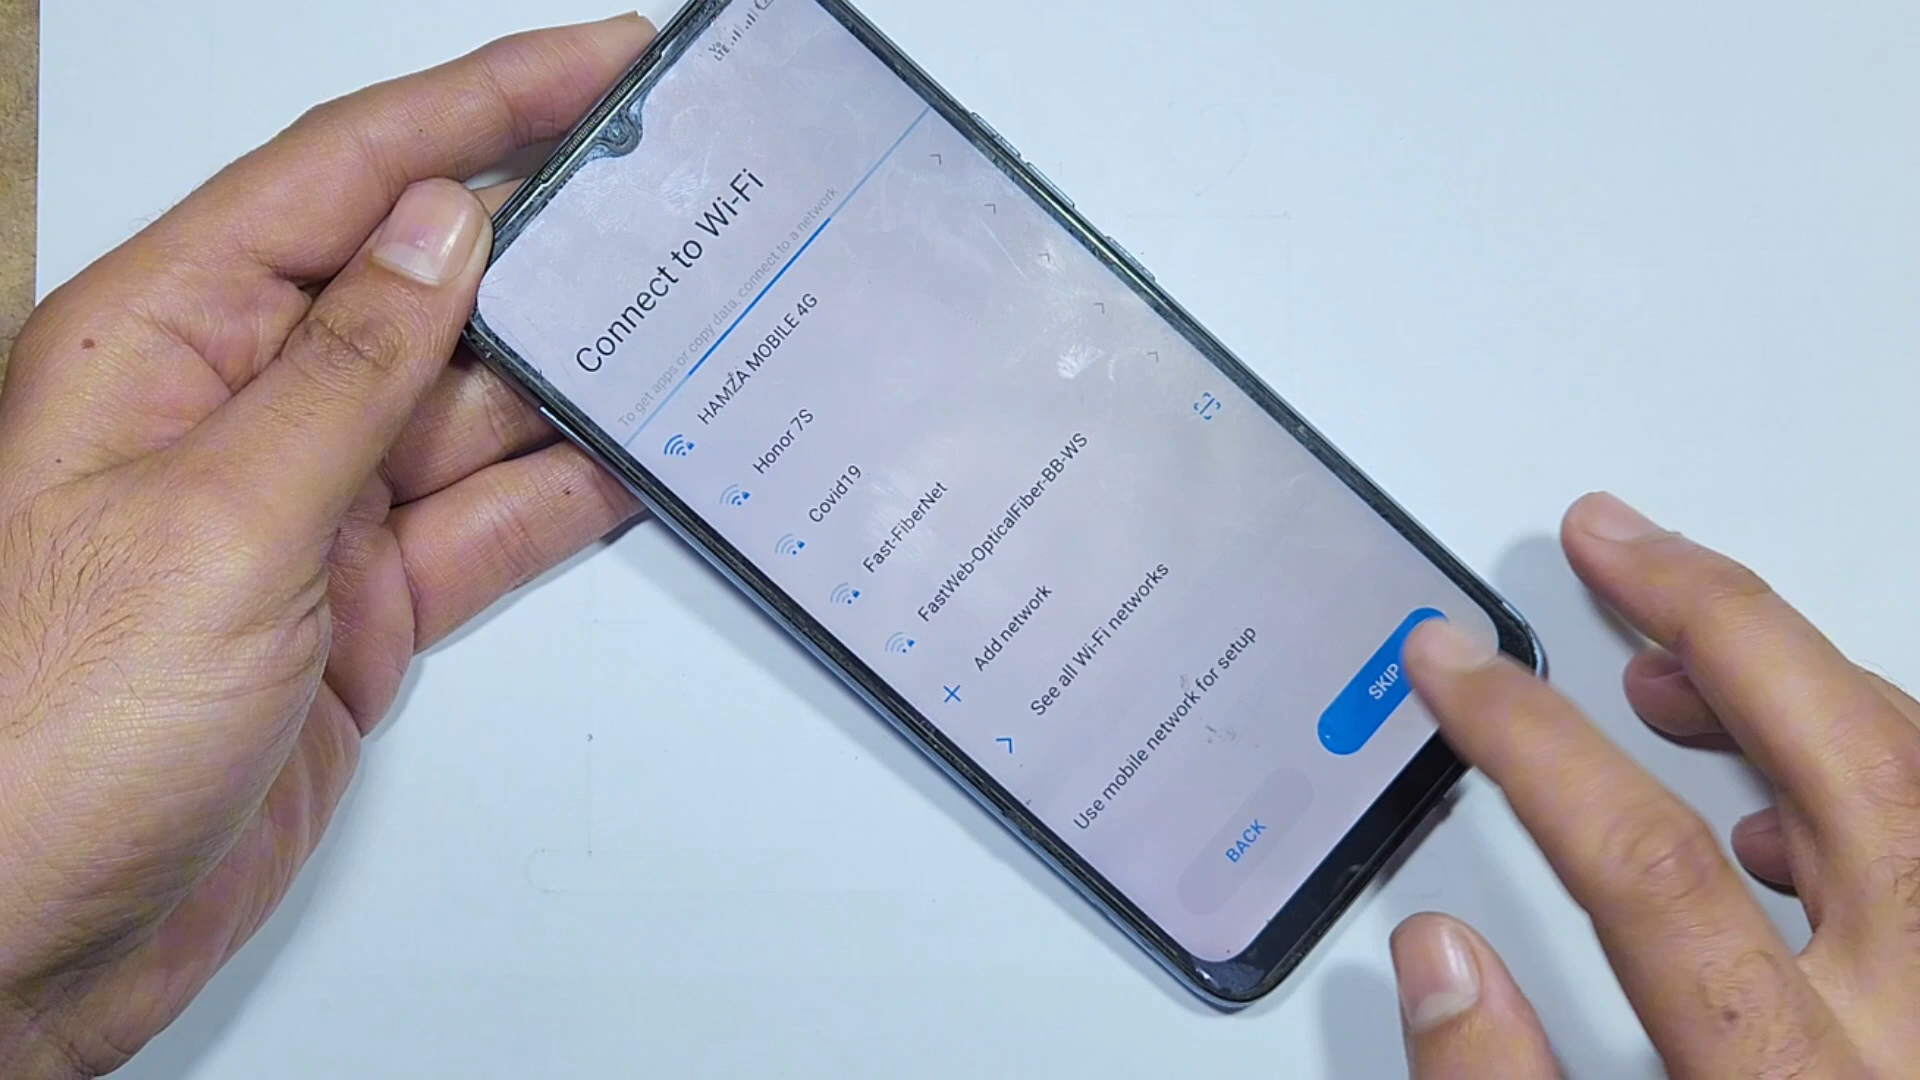 Vo
LTE
Connect to Wi-Fi
To get apps or copy data, connect to a network
HAMZA MOBILE 4G
Honor 7S
Covid19
Fast-FiberNet
FastWeb-OpticalFiber-BB-WS
Add network
See all Wi-Fi networks
Use mobile network for setup
BACK
SKIP